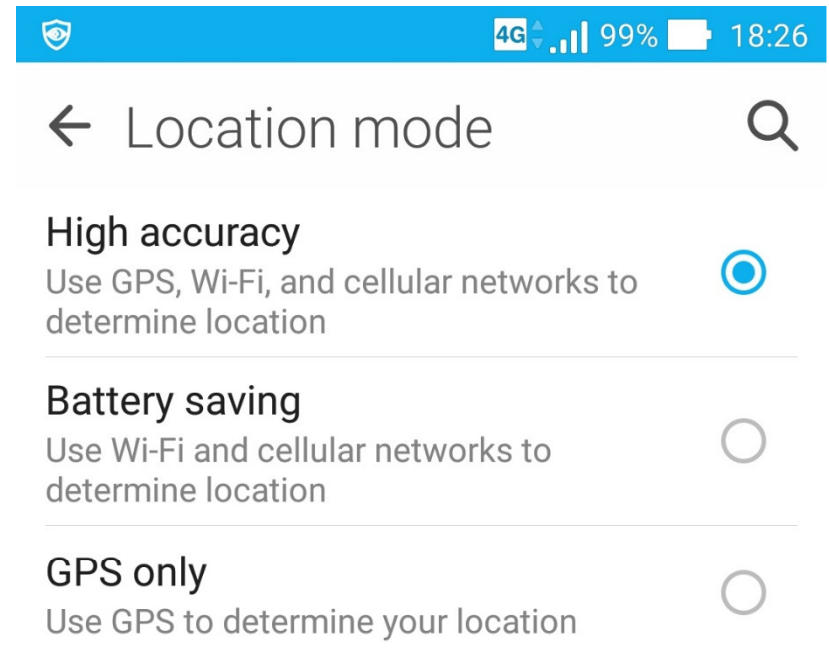 4G 99% 18:26
Location mode
High accuracy
Use GPS, Wi-Fi, and cellular networks to
determine location
Battery saving
Use Wi-Fi and cellular networks to
determine location
GPS only
Use GPS to determine your location